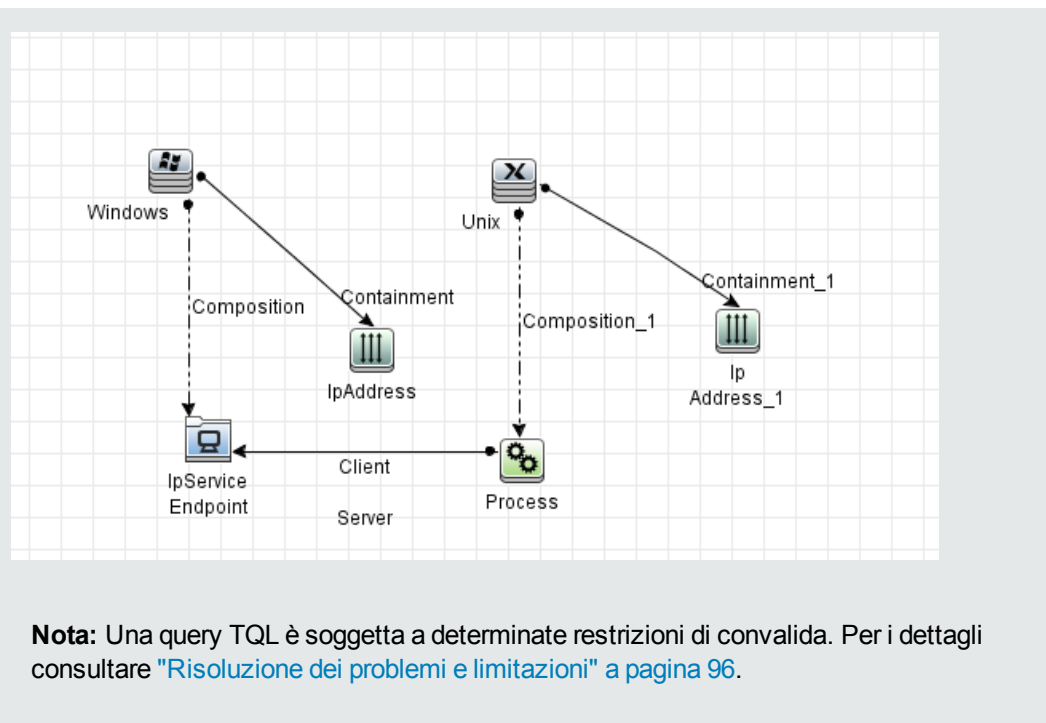 Windows
Unix
Composition
Containment
Composition_1
Containment_1
IpAddress
Ip
Address_1
IpService
Endpoint
Client
Server
Process
Nota: Una query TQL è soggetta a determinate restrizioni di convalida. Per i dettagli
consultare "Risoluzione dei problemi e limitazioni" a pagina 96.